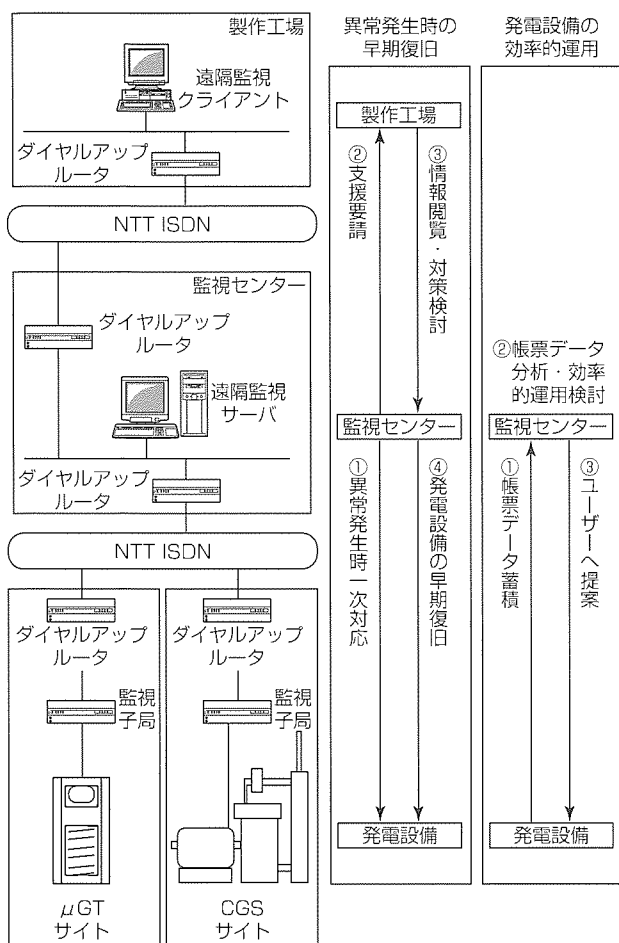 製作工場
遠隔監視
クライアント
ダイヤルアップ
ルータ
NTT ISDN
監視センター
ダイヤルアップ
ルータ
遠隔監視
サーバ
ダイヤルアップ
ルータ
NTT ISDN
ダイヤルアップ
ルータ
監視
子局
μGT
サイト
ダイヤルアップ
ルータ
監視
子局
CGS
サイト
異常発生時の
早期復旧
製作工場
②支援要請
③情報閲覧・対策検討
監視センター
①異常発生時一次対応
④発電設備の早期復旧
発電設備
発電設備の
効率的運用
②帳票データ
分析・効率
的運用検討
監視センター
①帳票データ蓄積
③ユーザーへ提案
発電設備